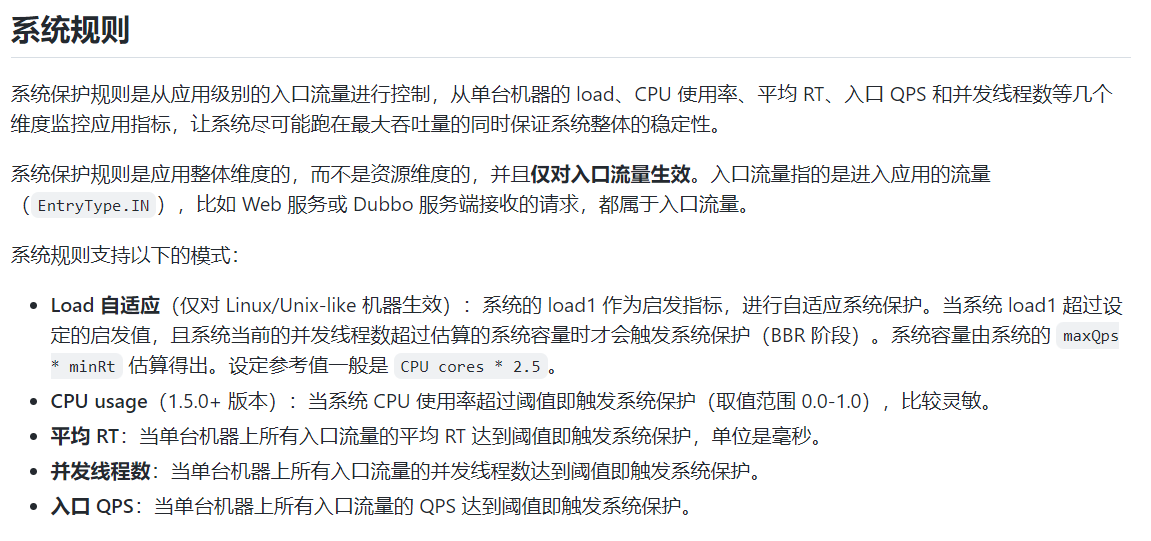 系统规则
系统保护规则是从应用级别的入口流量进行控制，从单台机器的 load、CPU 使用率、平均 RT、入口 QPS 和并发线程数等几个
维度监控应用指标，让系统尽可能跑在最大吞吐量的同时保证系统整体的稳定性。
系统保护规则是应用整体维度的，而不是资源维度的，并且仅对入口流量生效。入口流量指的是进入应用的流量
（EntryType.IN），比如 Web 服务或 Dubbo 服务端接收的请求，都属于入口流量。
系统规则支持以下的模式：
• Load 自适应（仅对 Linux/Unix-like 机器生效）：系统的 load1 作为启发指标，进行自适应系统保护。当系统 load1 超过设
定的启发值，且系统当前的并发线程数超过估算的系统容量时才会触发系统保护（BBR 阶段）。系统容量由系统的 maxQps
* minRt 估算得出。设定参考值一般是 CPU cores * 2.5。
• CPU usage（1.5.0+ 版本）：当系统 CPU 使用率超过阈值即触发系统保护（取值范围 0.0-1.0），比较灵敏。
• 平均 RT：当单台机器上所有入口流量的平均 RT 达到阈值即触发系统保护，单位是毫秒。
• 并发线程数：当单台机器上所有入口流量的并发线程数达到阈值即触发系统保护。
• 入口 QPS：当单台机器上所有入口流量的 QPS 达到阈值即触发系统保护。